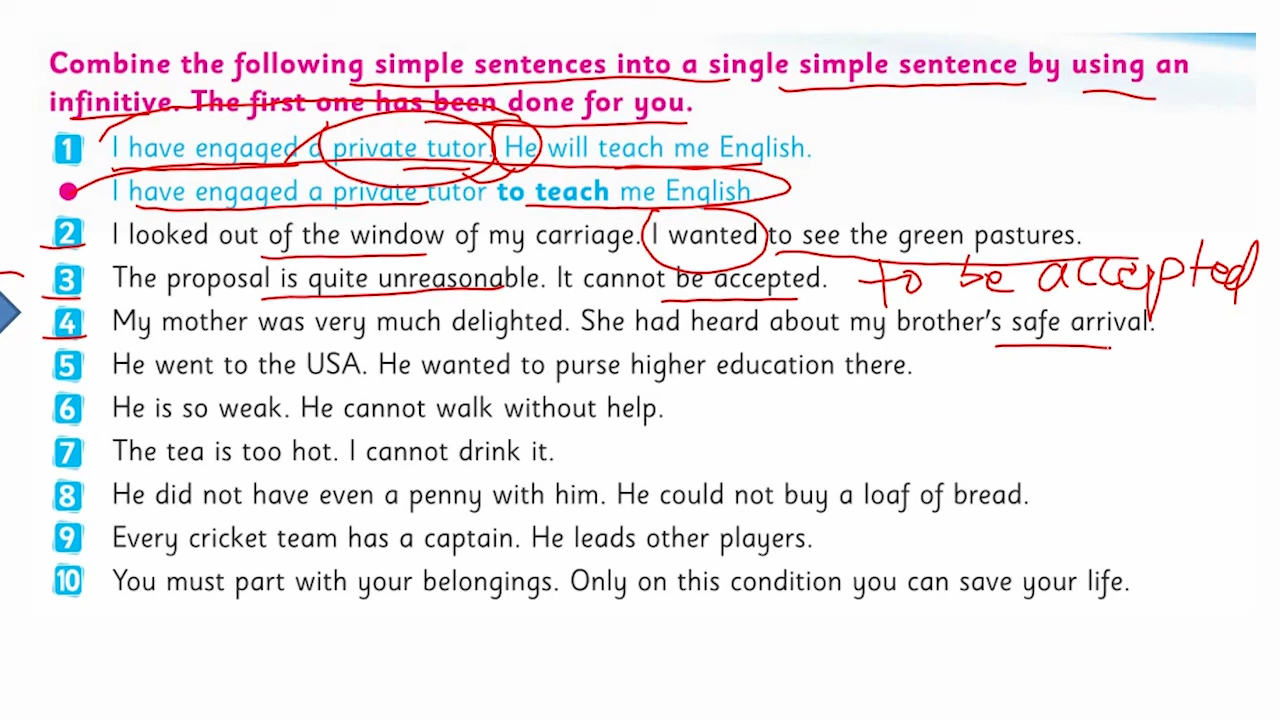 Combine the following simple sentences into a single simple sentence by using an
infinitive. The first one has been done for you.
1 I have engaged a private tutor. He will teach me English.
I have engaged a private tutor to teach me English
2 I looked out of the window of my carriage. I wanted to see the green pastures.
3 The proposal is quite unreasonable. It cannot be accepted. to be accepted
4 My mother was very much delighted. She had heard about my brother's safe arrival.
5 He went to the USA. He wanted to purse higher education there.
6 He is so weak. He cannot walk without help.
7 The tea is too hot. I cannot drink it.
8 He did not have even a penny with him. He could not buy a loaf of bread.
9 Every cricket team has a captain. He leads other players.
10 You must part with your belongings. Only on this condition you can save your life.